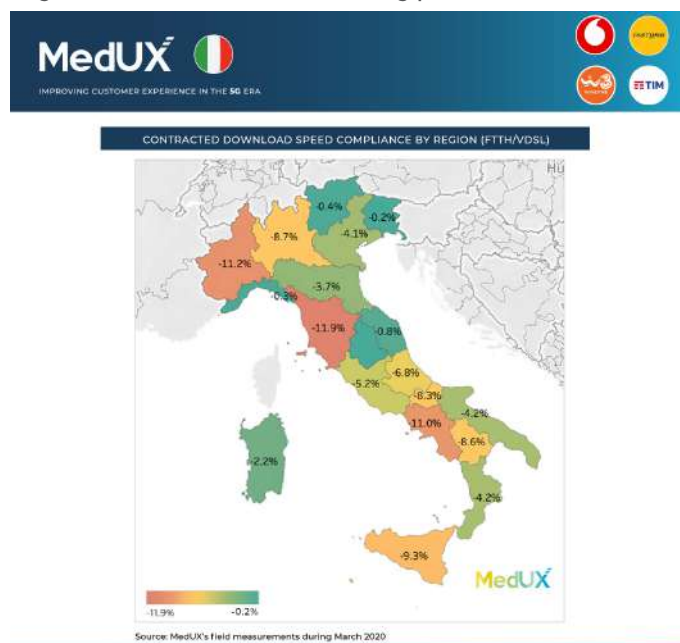 MedUX
IMPROVING CUSTOMER EXPERIENCE IN THE 5G ERA
TIM
CONTRACTED DOWNLOAD SPEED COMPLIANCE BY REGION (FTTH/VDSL)
Hu
-0.4%
-0.2%
-8.7%
-4.1%
-11.2%
-3.7%
-0.3%
-11.9%
-0.8%
-6.8%
-5.2%
-8.3%
-4.2%
-11.0%
-8.6%
-2.2%
-4.2%
-9.3%
MedUX
-11.9%
-0.2%
Source: MedUX's field measurements during March 2020